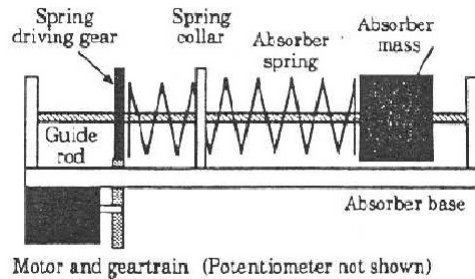 Spring
driving gear
Spring
collar
Absorber
spring
Absorber
mass
Guide
rod
Absorber base
Motor and geartrain (Potentiometer not shown)